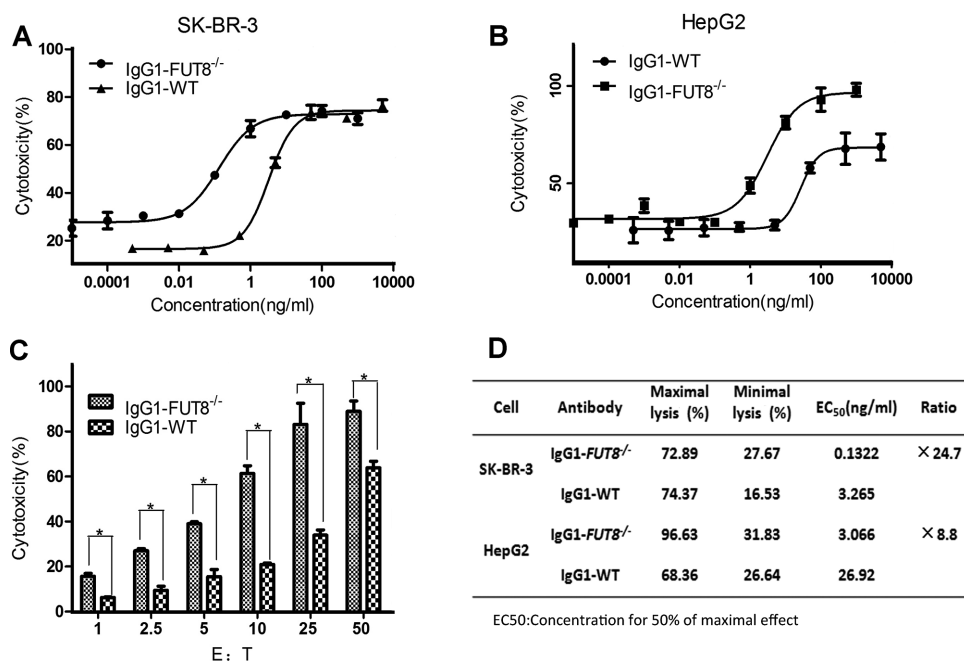 A
SK-BR-3
Cytotoxicity(%)
100
80
60
40
20
IgG1-FUT8-/-
IgG1-WT
0.0001
0.01
1
100
10000
Concentration(ng/ml)
B
HepG2
Cytotoxicity(%)
100
50
IgG1-WT
IgG1-FUT8-/-
0.0001
0.01
1
100
10000
Concentration(ng/ml)
C
Cytotoxicity(%)
100
80
60
40
20
0
IgG1-FUT8-/-
IgG1-WT
* * * * * *
1
2.5
5
10
25
50
E：T
D
Cell Antibody Maximal lysis (%) Minimal lysis (%) EC50(ng/ml) Ratio
SK-BR-3 IgG1-FUT8-/- 72.89 27.67 0.1322 ×24.7
IgG1-WT 74.37 16.53 3.265
HepG2 IgG1-FUT8-/- 96.63 31.83 3.066 ×8.8
IgG1-WT 68.36 26.64 26.92
EC50:Concentration for 50% of maximal effect